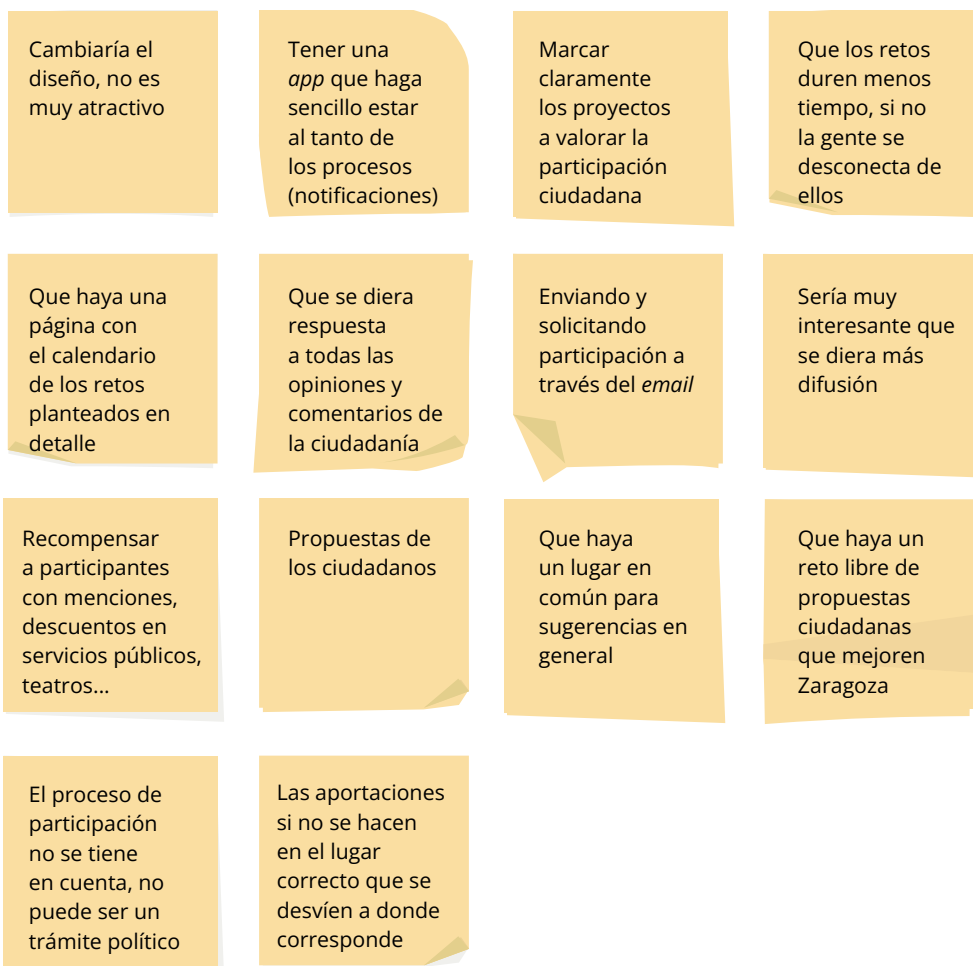 Cambiaría el
diseño, no es
muy atractivo
Tener una
app que haga
sencillo estar
al tanto de
los procesos
(notificaciones)
Marcar
claramente
los proyectos
a valorar la
participación
ciudadana
Que los retos
duren menos
tiempo, si no
la gente se
desconecta de
ellos
Que haya una
página con
el calendario
de los retos
planteados en
detalle
Que se diera
respuesta
a todas las
opiniones y
comentarios de
la ciudadanía
Enviando y
solicitando
participación a
través del email
Sería muy
interesante que
se diera más
difusión
Recompensar
a participantes
con menciones,
descuentos en
servicios públicos,
teatros...
Propuestas de
los ciudadanos
Que haya
un lugar en
común para
sugerencias en
general
Que haya un
reto libre de
propuestas
ciudadanas
que mejoren
Zaragoza
El proceso de
participación
no se tiene
en cuenta, no
puede ser un
trámite político
Las aportaciones
si no se hacen
en el lugar
correcto que se
desvíen a donde
corresponde